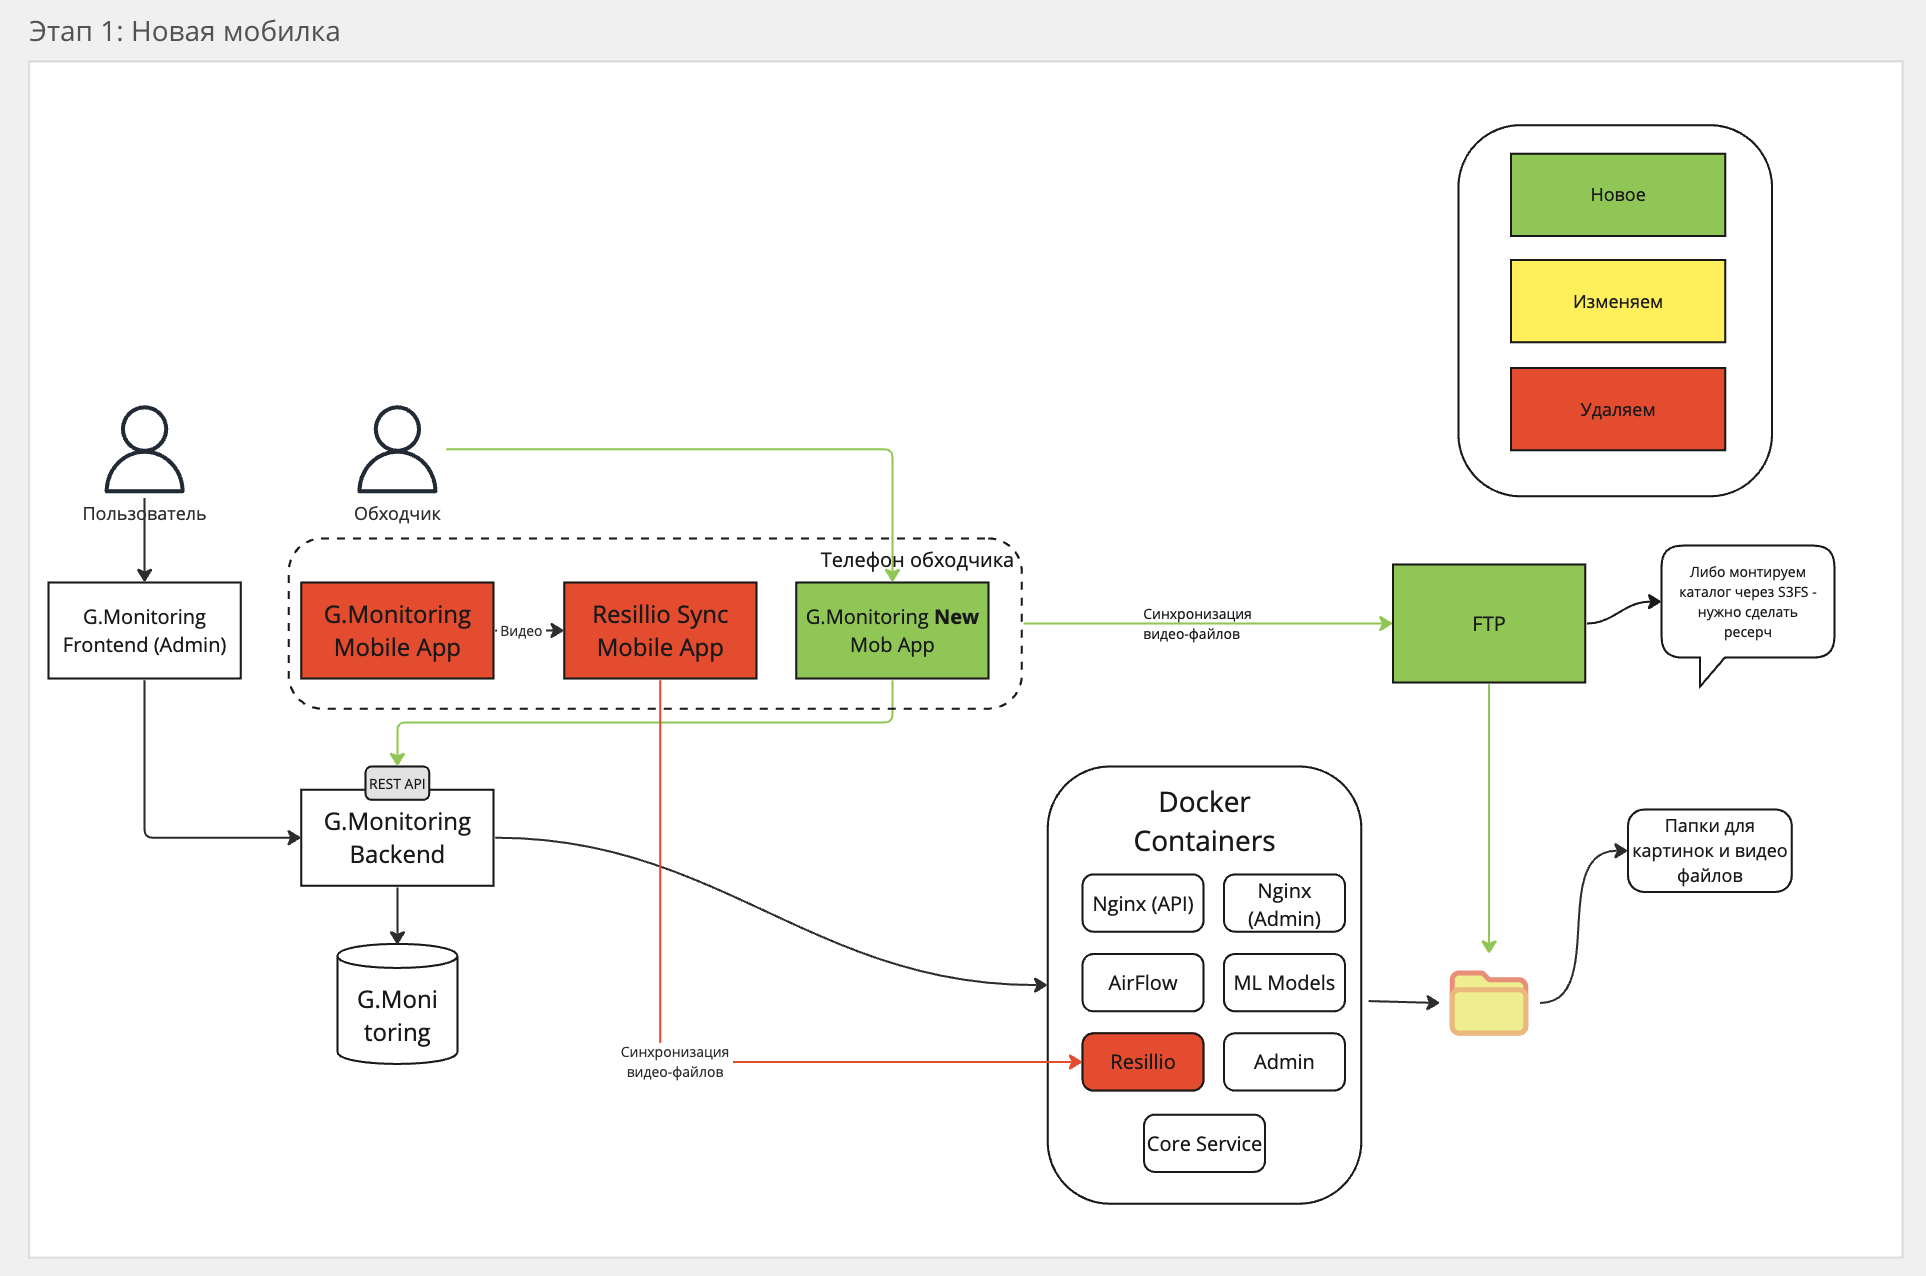 Этап 1: Новая мобилка
Новое
Изменяем
Удаляем
Пользователь
Обходчик
Телефон обходчика
G.Monitoring
Frontend (Admin)
G.Monitoring
Mobile App
Видео
Resillio Sync
Mobile App
G.Monitoring New
Mob App
Синхронизация
видео-файлов
FTP
Либо монтируем
каталог через S3FS -
нужно сделать
ресерч
REST API
G.Monitoring
Backend
G.Moni
toring
Синхронизация
видео-файлов
Docker
Containers
Nginx (API)
Nginx
(Admin)
AirFlow
ML Models
Resillio
Admin
Core Service
Папки для
картинок и видео
файлов